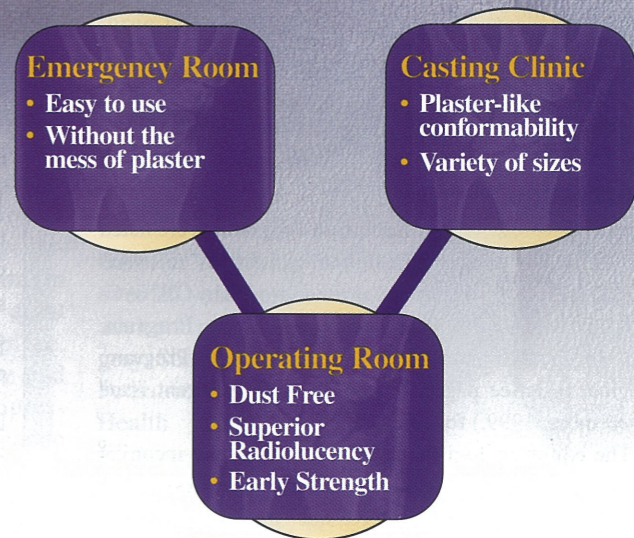 Emergency Room
• Easy to use
• Without the
mess of plaster
Casting Clinic
• Plaster-like
conformability
• Variety of sizes
Operating Room
• Dust Free
• Superior
Radiolucency
• Early Strength